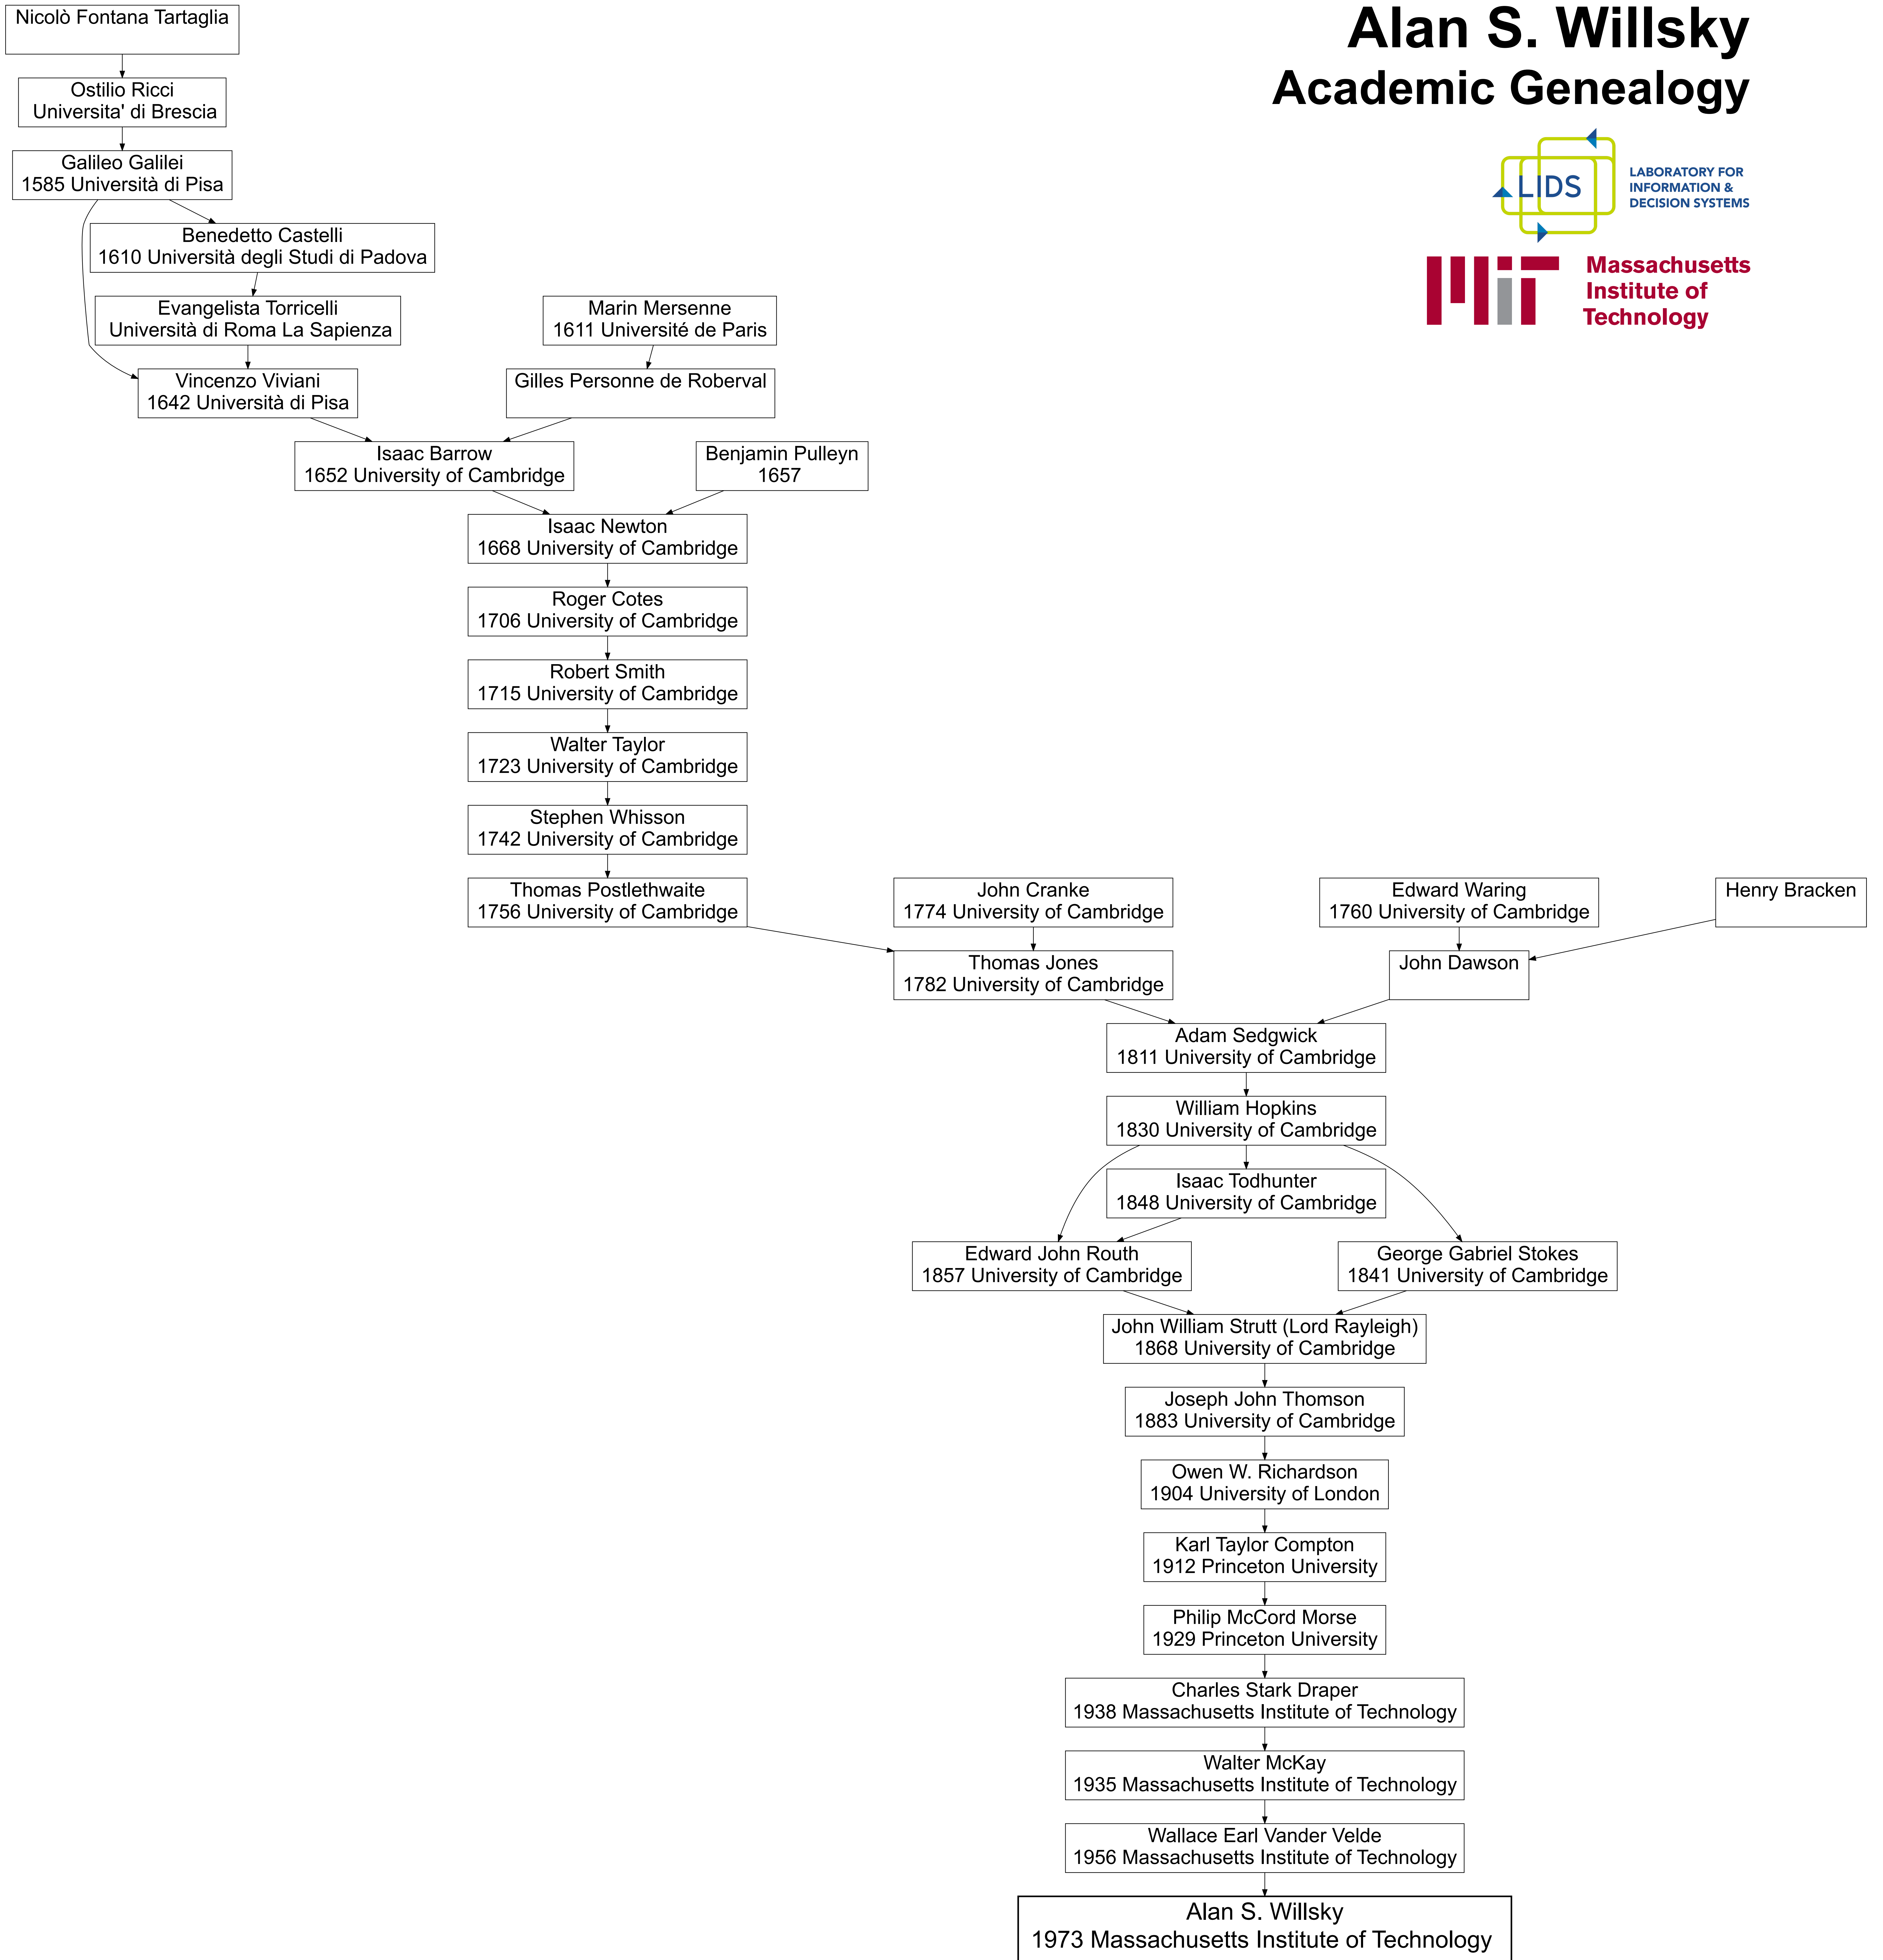 Alan S. Willsky
Academic Genealogy
LIDS
LABORATORY FOR
INFORMATION &
DECISION SYSTEMS
Massachusetts
Institute of
Technology
Nicolò Fontana Tartaglia
Ostilio Ricci
Universita' di Brescia
Galileo Galilei
1585 Università di Pisa
Benedetto Castelli
1610 Università degli Studi di Padova
Evangelista Torricelli
Università di Roma La Sapienza
Marin Mersenne
1611 Université de Paris
Vincenzo Viviani
1642 Università di Pisa
Gilles Personne de Roberval
Isaac Barrow
1652 University of Cambridge
Benjamin Pulleyn
1657
Isaac Newton
1668 University of Cambridge
Roger Cotes
1706 University of Cambridge
Robert Smith
1715 University of Cambridge
Walter Taylor
1723 University of Cambridge
Stephen Whisson
1742 University of Cambridge
Thomas Postlethwaite
1756 University of Cambridge
John Cranke
1774 University of Cambridge
Edward Waring
1760 University of Cambridge
Henry Bracken
Thomas Jones
1782 University of Cambridge
John Dawson
Adam Sedgwick
1811 University of Cambridge
William Hopkins
1830 University of Cambridge
Isaac Todhunter
1848 University of Cambridge
Edward John Routh
1857 University of Cambridge
George Gabriel Stokes
1841 University of Cambridge
John William Strutt (Lord Rayleigh)
1868 University of Cambridge
Joseph John Thomson
1883 University of Cambridge
Owen W. Richardson
1904 University of London
Karl Taylor Compton
1912 Princeton University
Philip McCord Morse
1929 Princeton University
Charles Stark Draper
1938 Massachusetts Institute of Technology
Walter McKay
1935 Massachusetts Institute of Technology
Wallace Earl Vander Velde
1956 Massachusetts Institute of Technology
Alan S. Willsky
1973 Massachusetts Institute of Technology